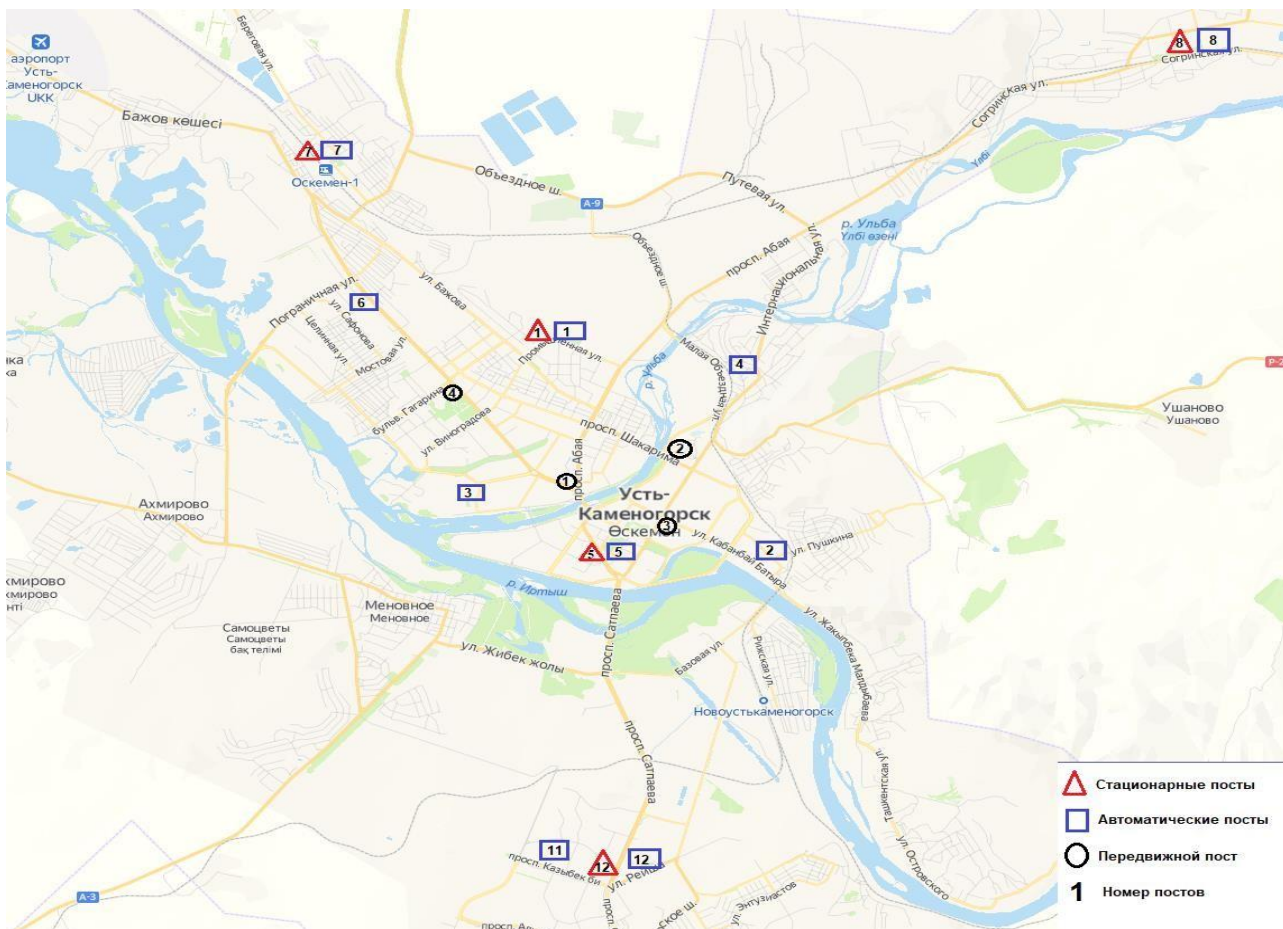 аэропорт
Усть-
Каменогорск
UKK
Береговая ул.
Бажов көшесі
7
7
Оскемен-1
Объездное ш.
A-9
Путевая ул.
Объездное ш.
просп. Абая
Интернациональная ул.
р. Ульба
Үлбі өзені
Үлбі
Согринская ул.
8
8
Согринская ул.
Пограничная ул.
6
ул. Сафонова
Целинная ул.
Мостовая ул.
ул. Бажова
1
1
Промышленная ул.
р. Ульба
Малая Объездная ул.
4
Ушаново
Ушаново
бульв. Гагарина
4
ул. Виноградова
просп. Шакарима
2
просп. Абая
1
3
Усть-
Каменогорск
Өскемен
3
5
5
ул. Кабанбай Батыра
2
ул. Пушкина
Ахмирово
Ахмирово
р. Иртыш
Меновное
Меновное
Самоцветы
Самоцветы
бақ телімі
ул. Жибек жолы
просп. Сатпаева
Базовая ул.
Рижская ул.
ул. Жакыпбека Малдыбаева
Новоустькаменогорск
просп. Сатпаева
Ташкентская ул.
ул. Островского
11
12
12
просп. Казыбек би
ул. Рейша
ул. Энтузиастов
A-3
Стационарные посты
Автоматические посты
Передвижной пост
1 Номер постов